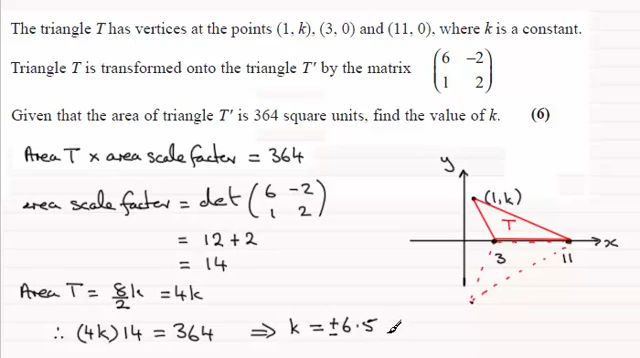 The triangle T has vertices at the points (1, k), (3, 0) and (11, 0), where k is a constant.
Triangle T is transformed onto the triangle T′ by the matrix (6 −2
1 2)
Given that the area of triangle T′ is 364 square units, find the value of k. (6)
Area T × area scale factor = 364
area scale factor = det (6 −2
1 2)
= 12 + 2
= 14
Area T = 8/2 k = 4k
∴ (4k)14 = 364 ⇒ k = ±6·5
y
(1,k)
T
x
3 11